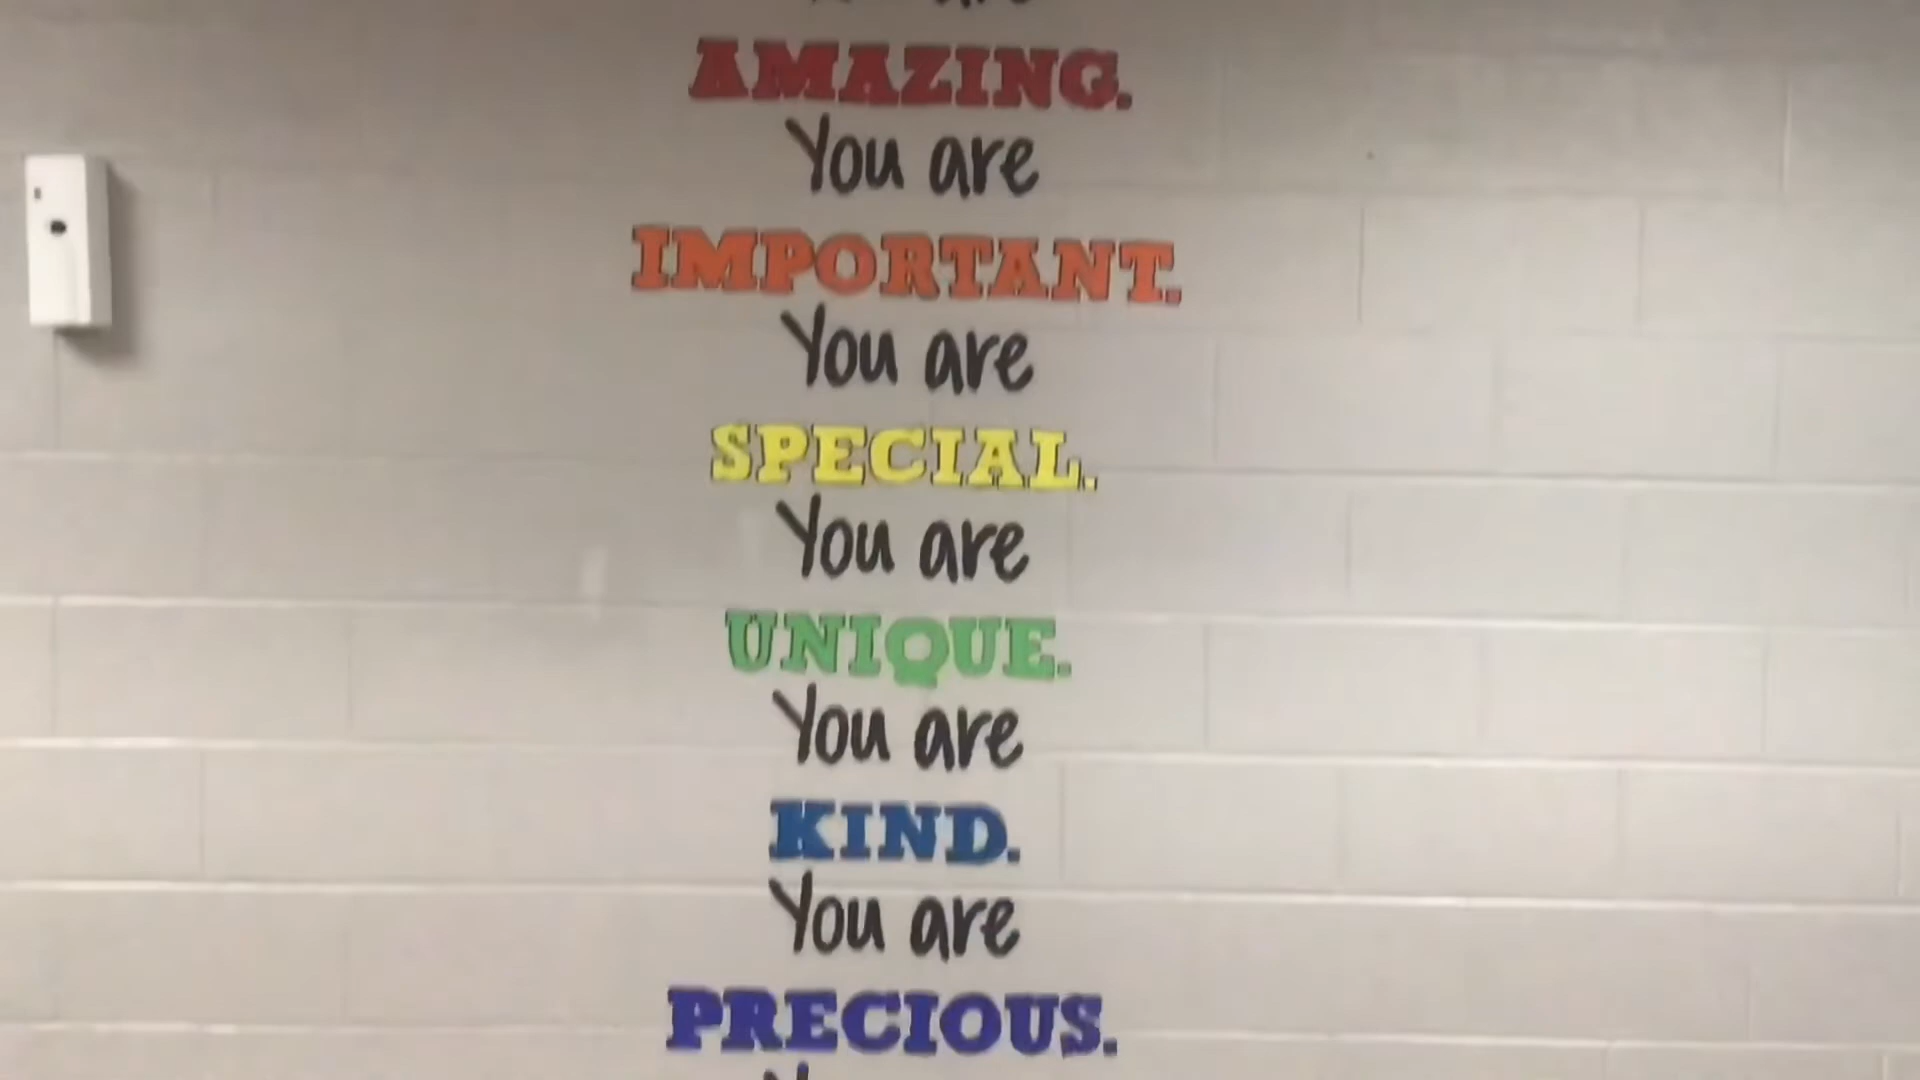 AMAZING.
You are
IMPORTANT.
You are
SPECIAL.
You are
UNIQUE.
You are
KIND.
You are
PRECIOUS.